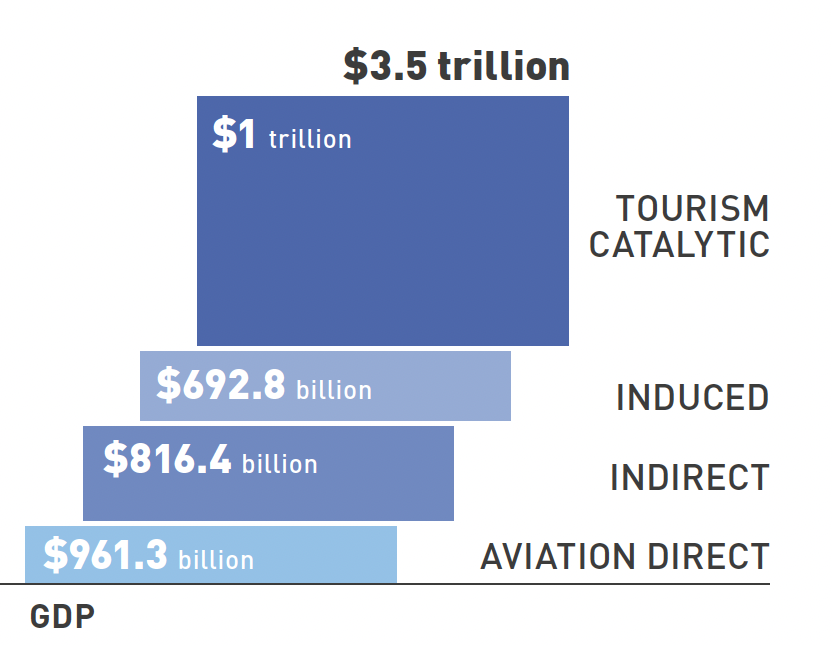 $3.5 trillion
$1 trillion
TOURISM
CATALYTIC
$692.8 billion
INDUCED
$816.4 billion
INDIRECT
$961.3 billion
AVIATION DIRECT
GDP